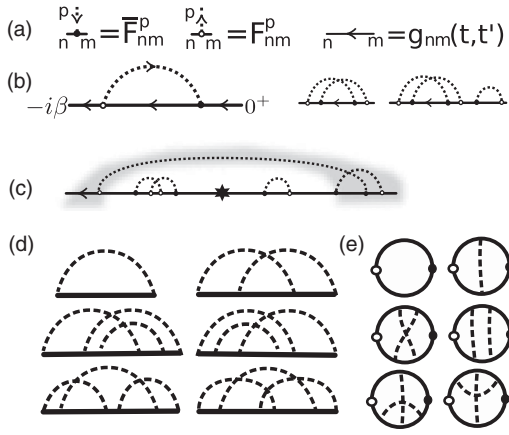 (a) p n m = F̅ᵖₙₘ p n m = Fᵖₙₘ n m = gₙₘ(t,t')
(b) −iβ 0⁺
(c)
(d) (e)